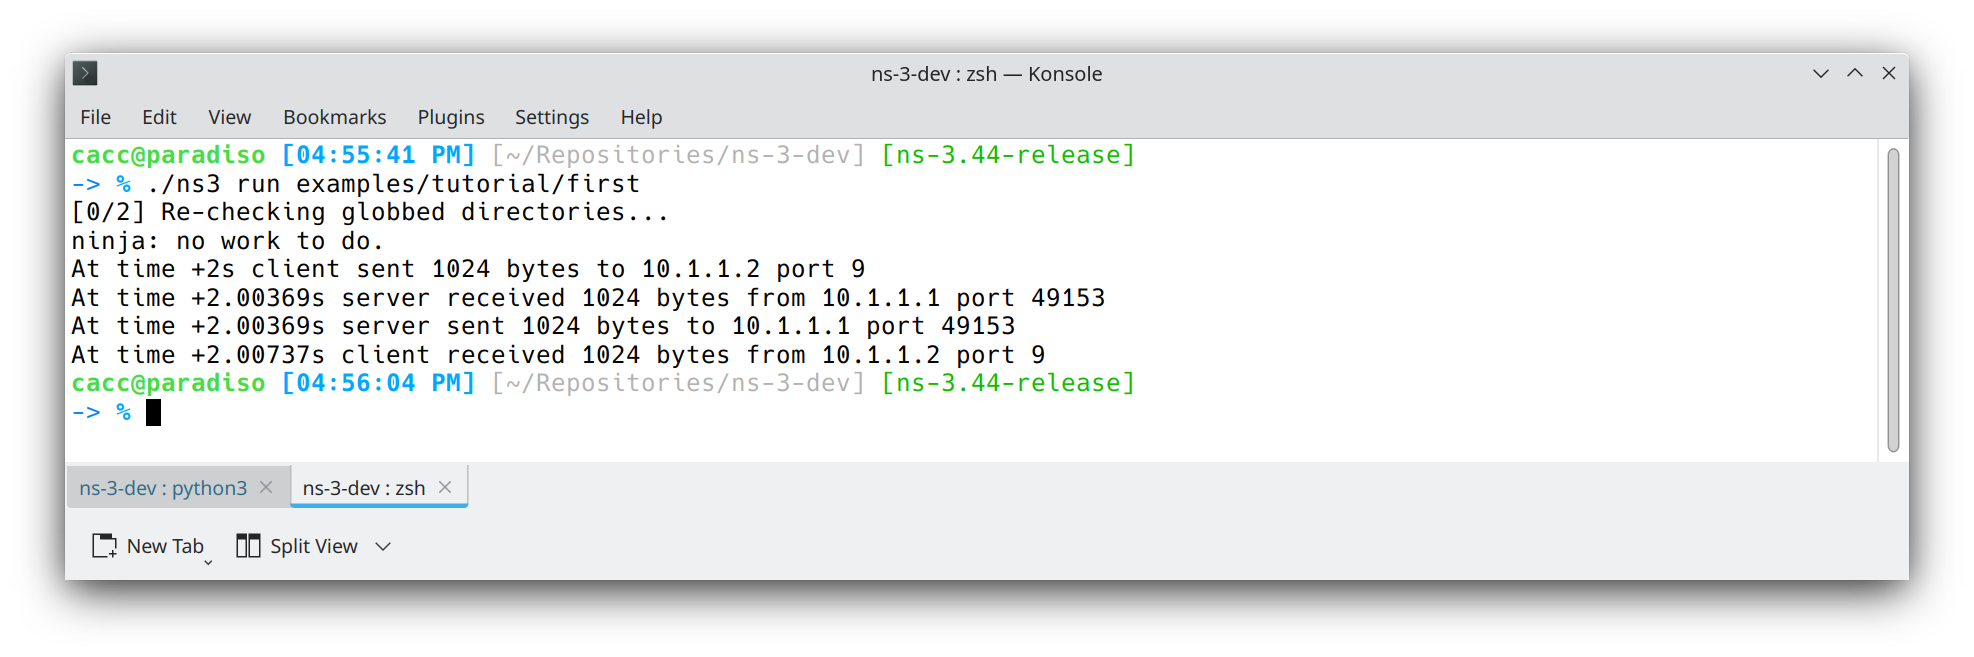 ns-3-dev : zsh — Konsole
File Edit View Bookmarks Plugins Settings Help
cacc@paradiso [04:55:41 PM] [~/Repositories/ns-3-dev] [ns-3.44-release]
-> % ./ns3 run examples/tutorial/first
[0/2] Re-checking globbed directories...
ninja: no work to do.
At time +2s client sent 1024 bytes to 10.1.1.2 port 9
At time +2.00369s server received 1024 bytes from 10.1.1.1 port 49153
At time +2.00369s server sent 1024 bytes to 10.1.1.1 port 49153
At time +2.00737s client received 1024 bytes from 10.1.1.2 port 9
cacc@paradiso [04:56:04 PM] [~/Repositories/ns-3-dev] [ns-3.44-release]
-> %
ns-3-dev : python3 ns-3-dev : zsh
New Tab Split View